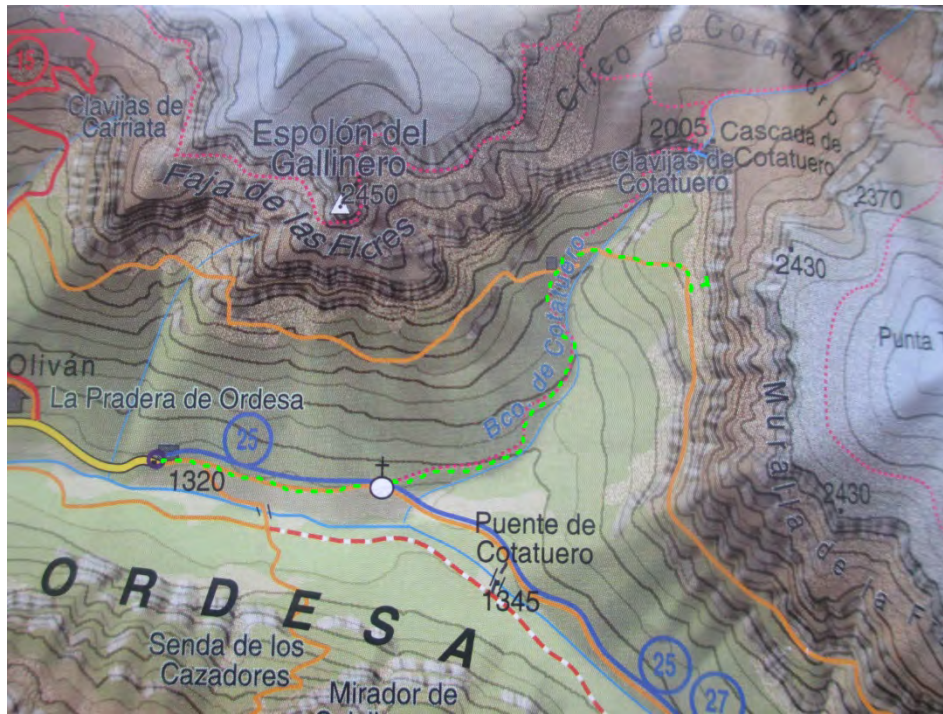 15
Clavijas de
Carriata
Circo de Cotatuero
2005
Cascada de
Cotatuero
Clavijas de
Cotatuero
Espolón del
Gallinero
2450
Faja de las Flores
2370
2430
Punta
Oliván
La Pradera de Ordesa
Bco. de Cotatuero
25
1320
Muralla de la F
2430
Puente de
Cotatuero
1345
ORDESA
Senda de los
Cazadores
25
27
Mirador de